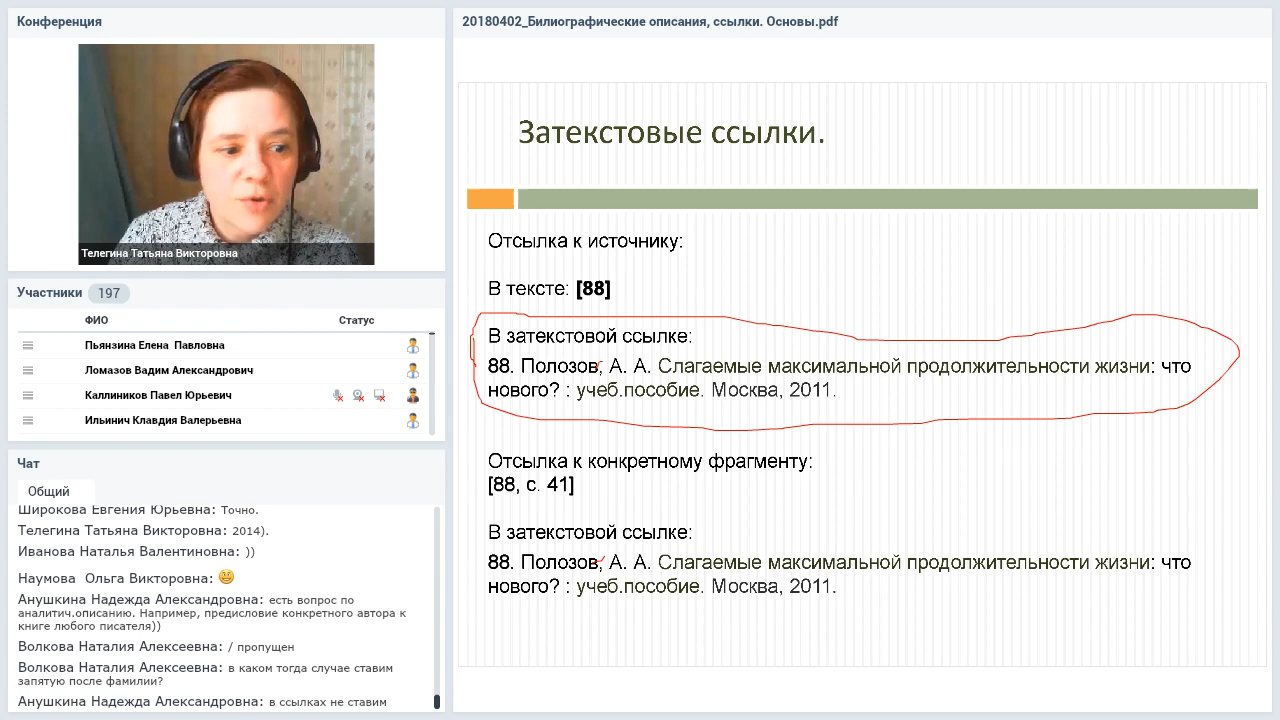 Конференция
Телегина Татьяна Викторовна
Участники 197
ФИО Статус
Пьянзина Елена Павловна
Ломазов Вадим Александрович
Каллиников Павел Юрьевич
Ильинич Клавдия Валерьевна
Чат
Общий
Широкова Евгения Юрьевна: Точно.
Телегина Татьяна Викторовна: 2014).
Иванова Наталья Валентиновна: ))
Наумова Ольга Викторовна:
Анушкина Надежда Александровна: есть вопрос по
аналитич.описанию. Например, предисловие конкретного автора к
книге любого писателя))
Волкова Наталия Алексеевна: / пропущен
Волкова Наталия Алексеевна: в каком тогда случае ставим
запятую после фамилии?
Анушкина Надежда Александровна: в ссылках не ставим
20180402_Билиографические описания, ссылки. Основы.pdf
Затекстовые ссылки.
Отсылка к источнику:
В тексте: [88]
В затекстовой ссылке:
88. Полозов, А. А. Слагаемые максимальной продолжительности жизни: что
нового? : учеб.пособие. Москва, 2011.
Отсылка к конкретному фрагменту:
[88, с. 41]
В затекстовой ссылке:
88. Полозов, А. А. Слагаемые максимальной продолжительности жизни: что
нового? : учеб.пособие. Москва, 2011.